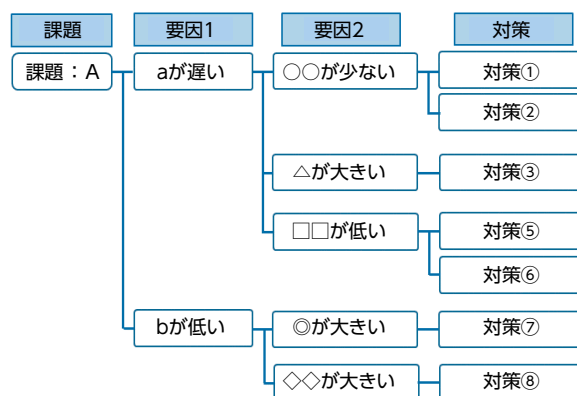 課題 要因1 要因2 対策
課題：A aが遅い ○○が少ない 対策①
対策②
△が大きい 対策③
□□が低い 対策⑤
対策⑥
bが低い ◎が大きい 対策⑦
◇◇が大きい 対策⑧